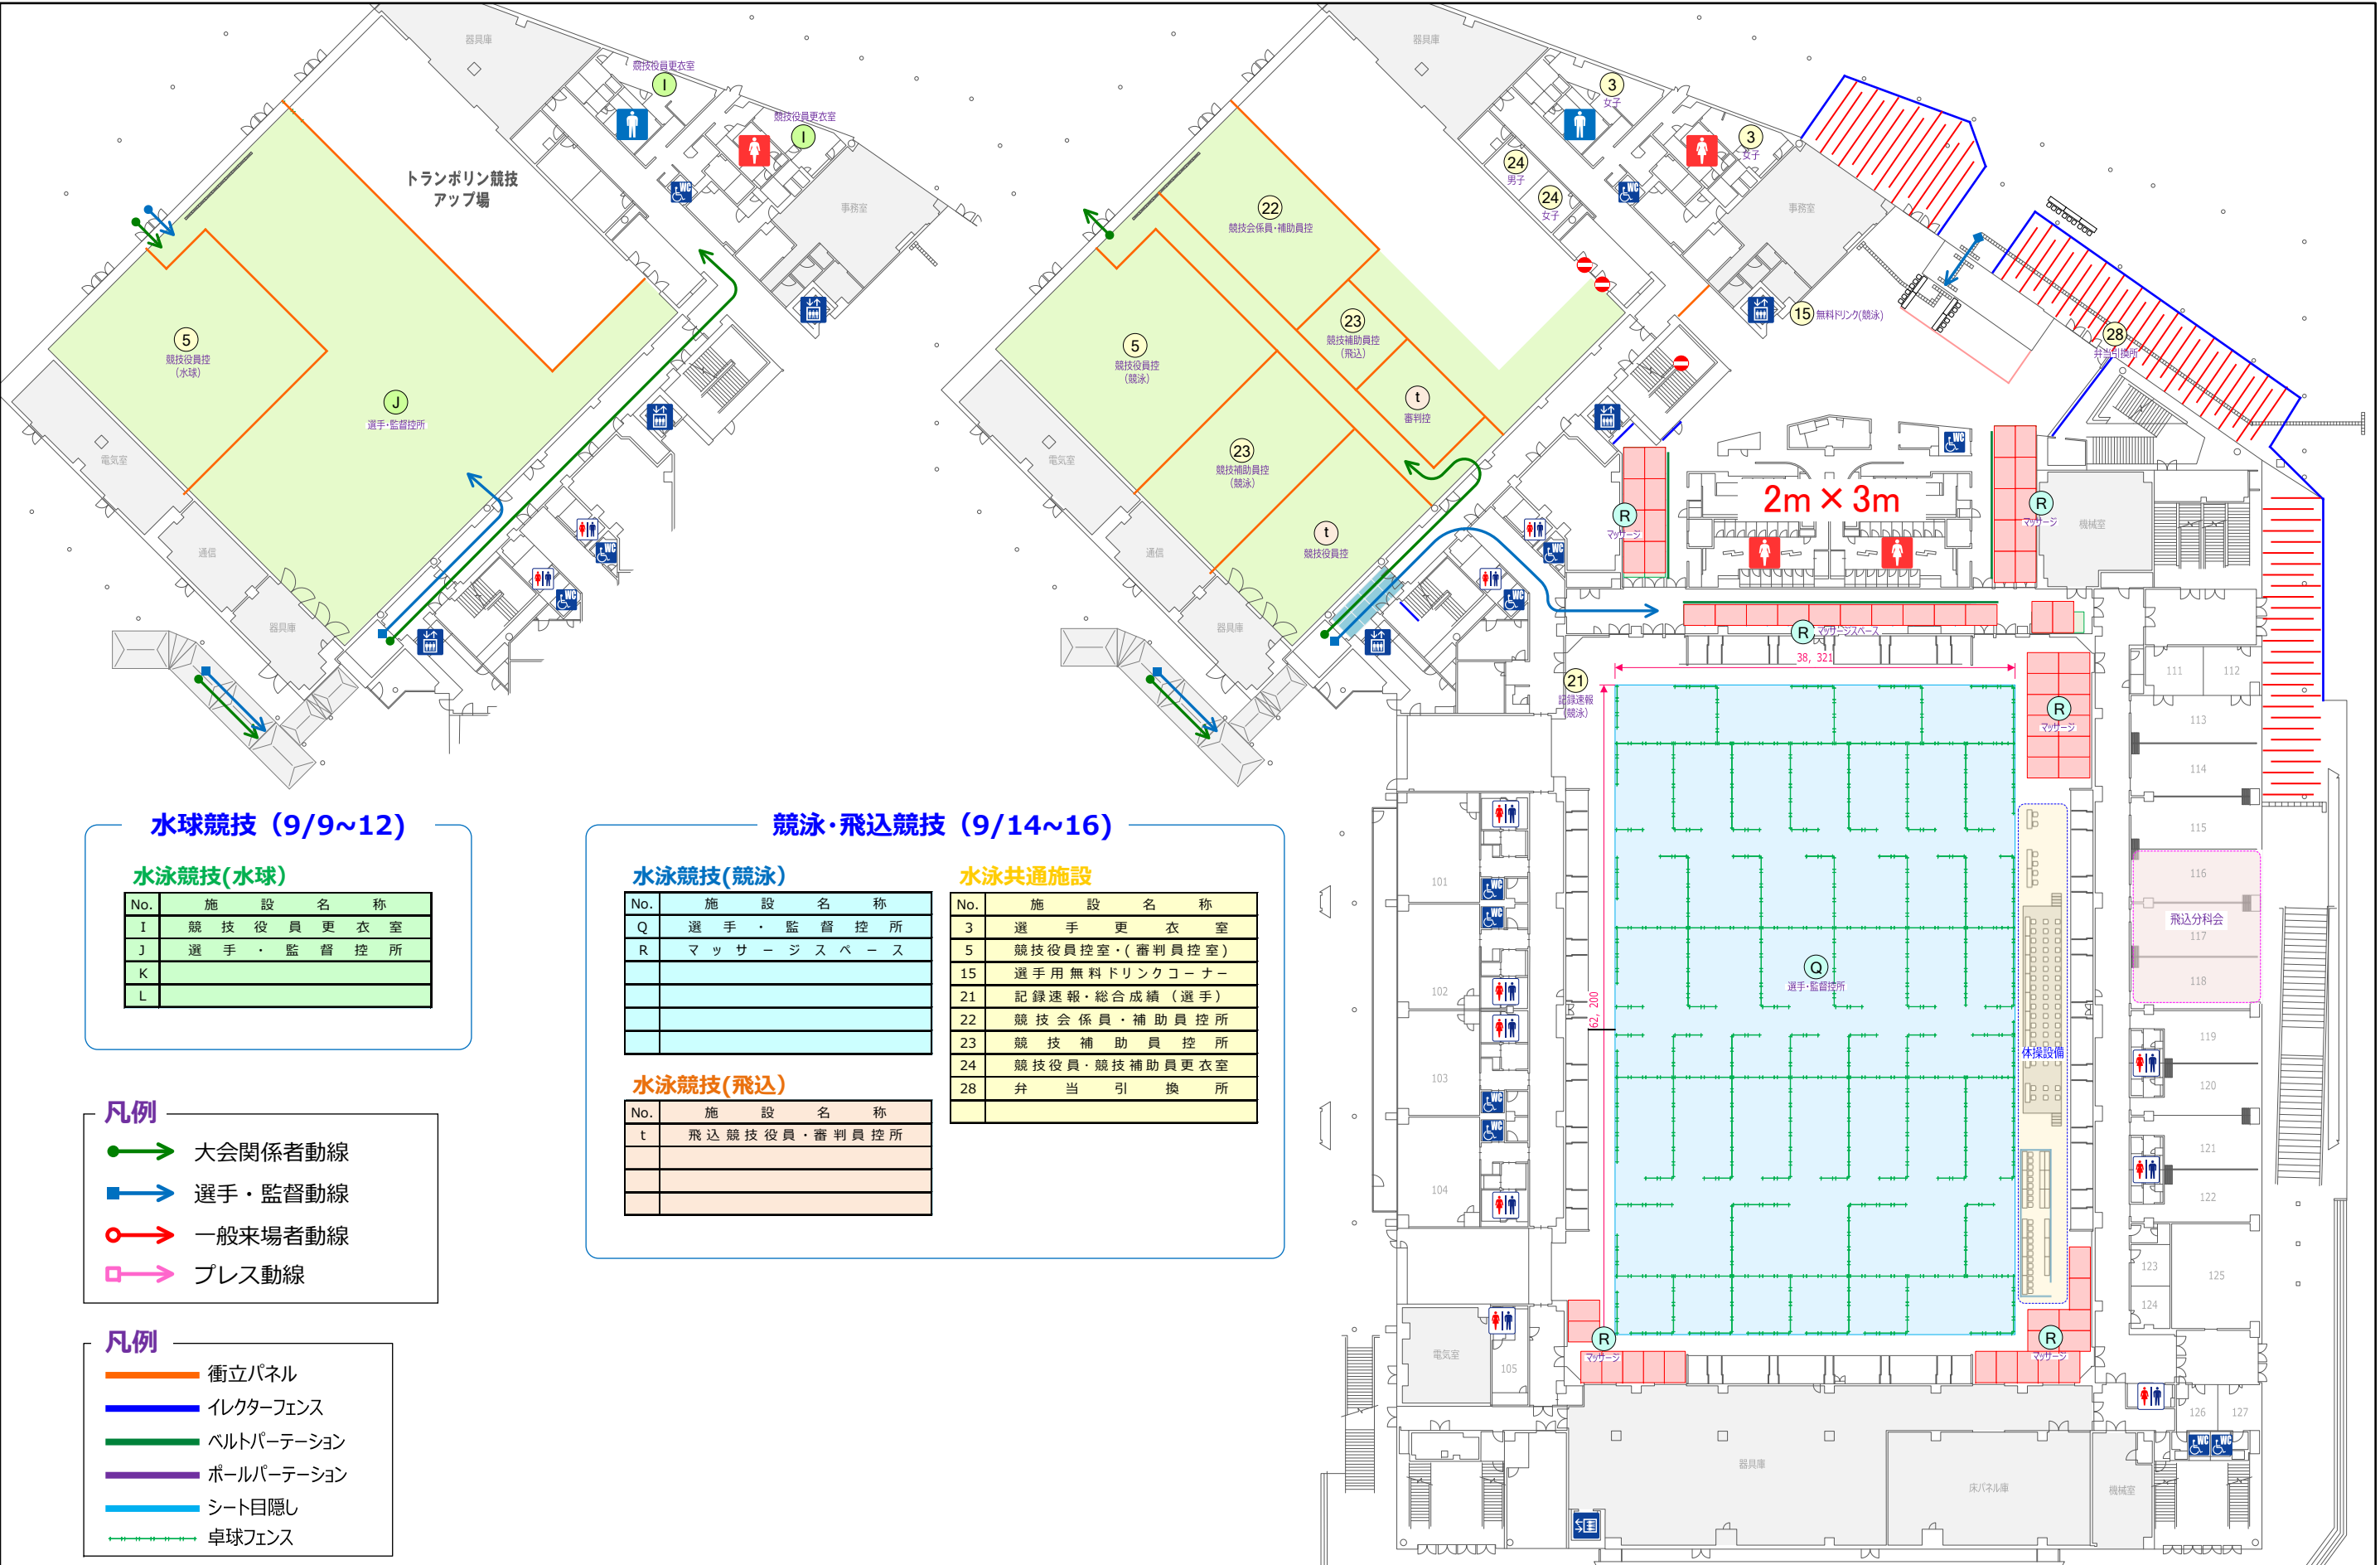 器具庫
競技役員更衣室
I
競技役員更衣室
I
トランポリン競技
アップ場
WC
事務室
5
競技役員控
(水球)
J
選手・監督控所
電気室
通信
器具庫
WC
WC
器具庫
3
女子
3
女子
24
男子
24
女子
WC
事務室
22
競技会係員・補助員控
23
競技補助員控
(飛込)
5
競技役員控
(競泳)
t
審判控
23
競技補助員控
(競泳)
t
競技役員控
15
無料ドリンク(競泳)
28
弁当引換所
電気室
通信
器具庫
WC
WC
WC
R
マッサージ
2m × 3m
R
マッサージ
機械室
R
マッサージスペース
38, 321
21
記録速報
(競泳)
R
マッサージ
62, 200
Q
選手・監督控所
体操設備
111
112
113
114
115
116
飛込分科会
117
118
119
120
121
122
123
124
125
126
127
101
WC
WC
102
103
WC
WC
104
電気室
105
R
マッサージ
R
マッサージ
WC
WC
器具庫
床パネル庫
機械室
水球競技（9/9~12）
水泳競技(水球)
No. 施設名称
I 競技役員更衣室
J 選手・監督控所
K
L
競泳・飛込競技（9/14~16）
水泳競技(競泳)
No. 施設名称
Q 選手・監督控所
R マッサージスペース
水泳競技(飛込)
No. 施設名称
t 飛込競技役員・審判員控所
水泳共通施設
No. 施設名称
3 選手更衣室
5 競技役員控室・(審判員控室)
15 選手用無料ドリンクコーナー
21 記録速報・総合成績（選手）
22 競技会係員・補助員控所
23 競技補助員控所
24 競技役員・競技補助員更衣室
28 弁当引換所
凡例
大会関係者動線
選手・監督動線
一般来場者動線
プレス動線
凡例
衝立パネル
イレクターフェンス
ベルトパーテーション
ポールパーテーション
シート目隠し
卓球フェンス